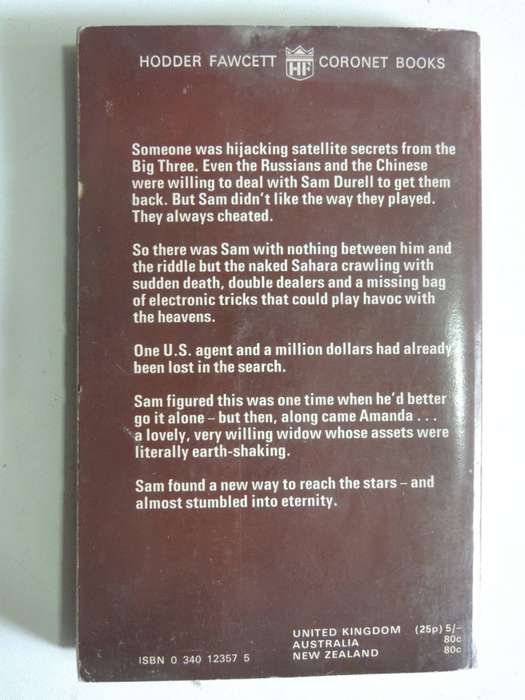 HODDER FAWCETT HF CORONET BOOKS
Someone was hijacking satellite secrets from the
Big Three. Even the Russians and the Chinese
were willing to deal with Sam Durell to get them
back. But Sam didn't like the way they played.
They always cheated.
So there was Sam with nothing between him and
the riddle but the naked Sahara crawling with
sudden death, double dealers and a missing bag
of electronic tricks that could play havoc with
the heavens.
One U.S. agent and a million dollars had already
been lost in the search.
Sam figured this was one time when he'd better
go it alone – but then, along came Amanda . . .
a lovely, very willing widow whose assets were
literally earth-shaking.
Sam found a new way to reach the stars – and
almost stumbled into eternity.
UNITED KINGDOM (25p) 5/–
AUSTRALIA 80c
NEW ZEALAND 80c
ISBN 0 340 12357 5